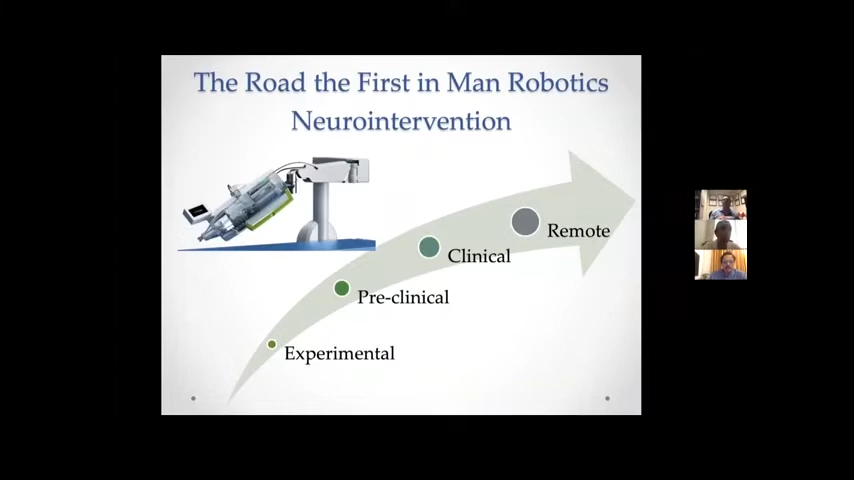 The Road the First in Man Robotics
Neurointervention
Remote
Clinical
Pre-clinical
Experimental